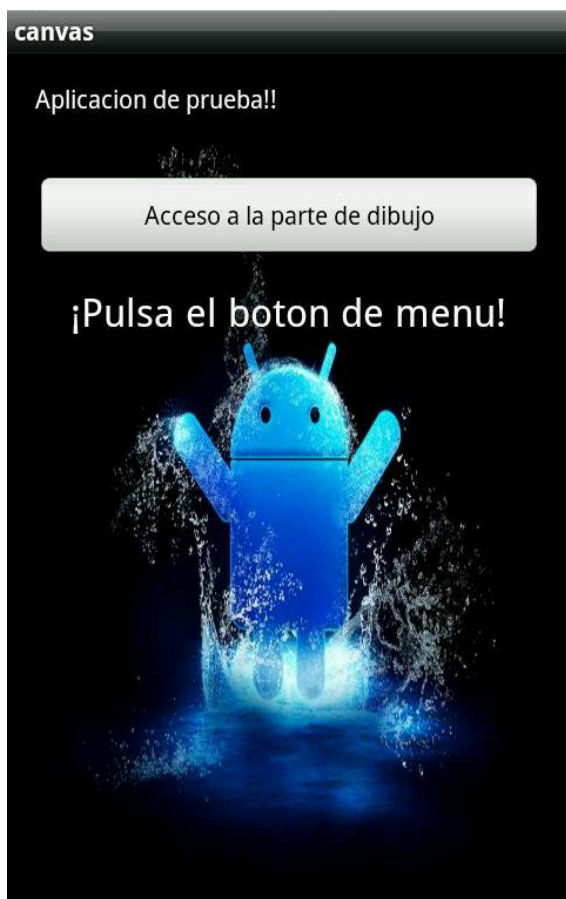 canvas
Aplicacion de prueba!!
Acceso a la parte de dibujo
¡Pulsa el boton de menu!